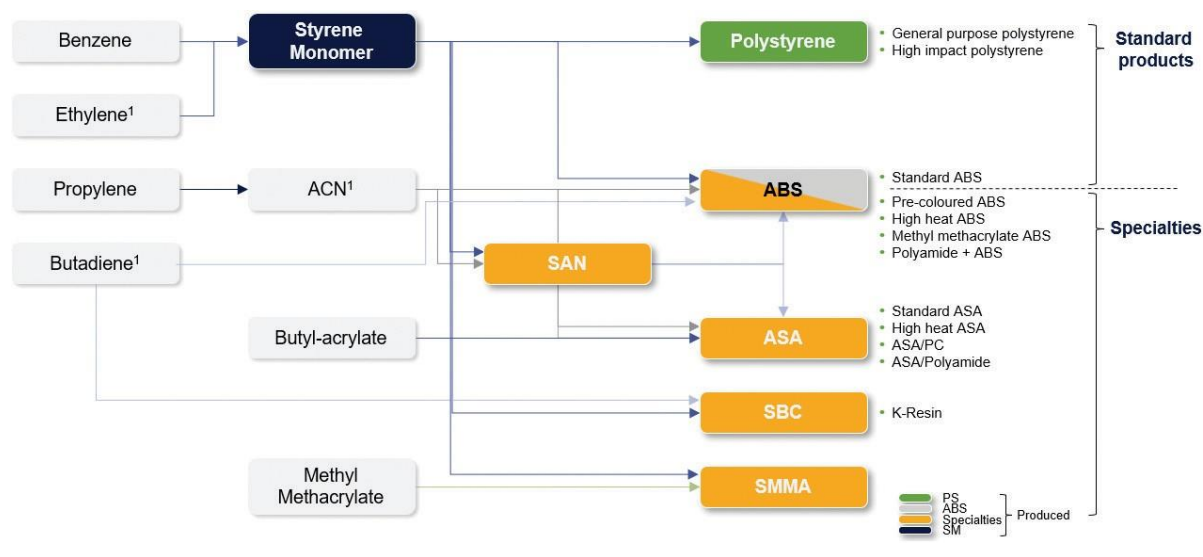 Benzene
Styrene
Monomer
Polystyrene
• General purpose polystyrene
• High impact polystyrene
Standard
products
Ethylene¹
Propylene
ACN¹
ABS
• Standard ABS
• Pre-coloured ABS
• High heat ABS
• Methyl methacrylate ABS
• Polyamide + ABS
Specialties
Butadiene¹
SAN
Butyl-acrylate
ASA
• Standard ASA
• High heat ASA
• ASA/PC
• ASA/Polyamide
SBC
• K-Resin
Methyl
Methacrylate
SMMA
PS
ABS
Specialties
SM
Produced